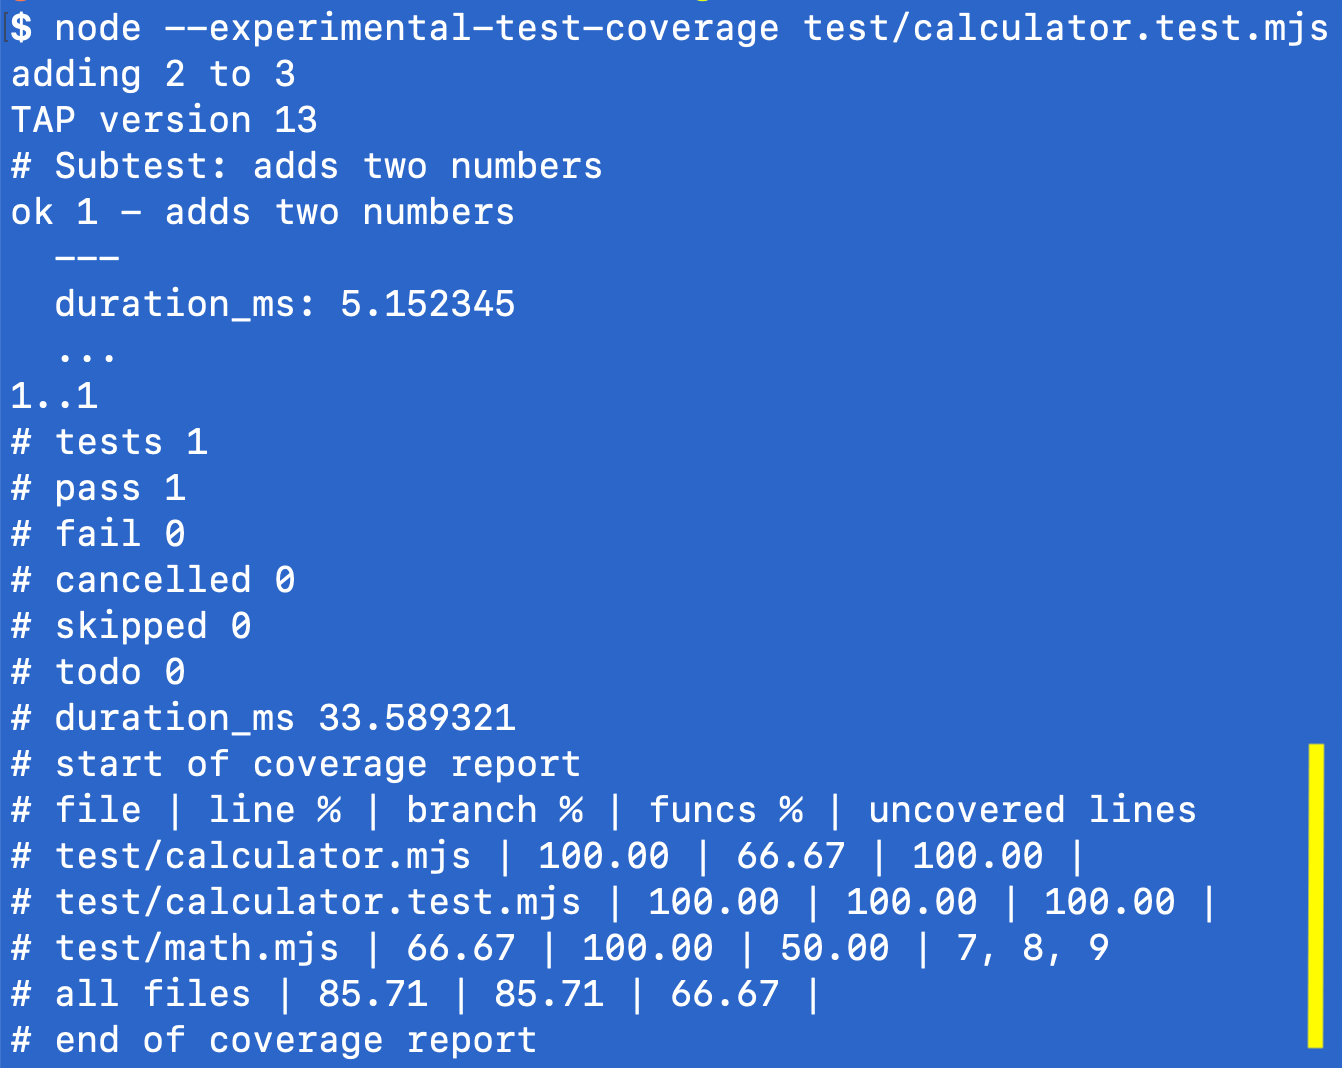 $ node --experimental-test-coverage test/calculator.test.mjs
adding 2 to 3
TAP version 13
# Subtest: adds two numbers
ok 1 - adds two numbers
  ---
  duration_ms: 5.152345
  ...
1..1
# tests 1
# pass 1
# fail 0
# cancelled 0
# skipped 0
# todo 0
# duration_ms 33.589321
# start of coverage report
# file | line % | branch % | funcs % | uncovered lines
# test/calculator.mjs | 100.00 | 66.67 | 100.00 |
# test/calculator.test.mjs | 100.00 | 100.00 | 100.00 |
# test/math.mjs | 66.67 | 100.00 | 50.00 | 7, 8, 9
# all files | 85.71 | 85.71 | 66.67 |
# end of coverage report